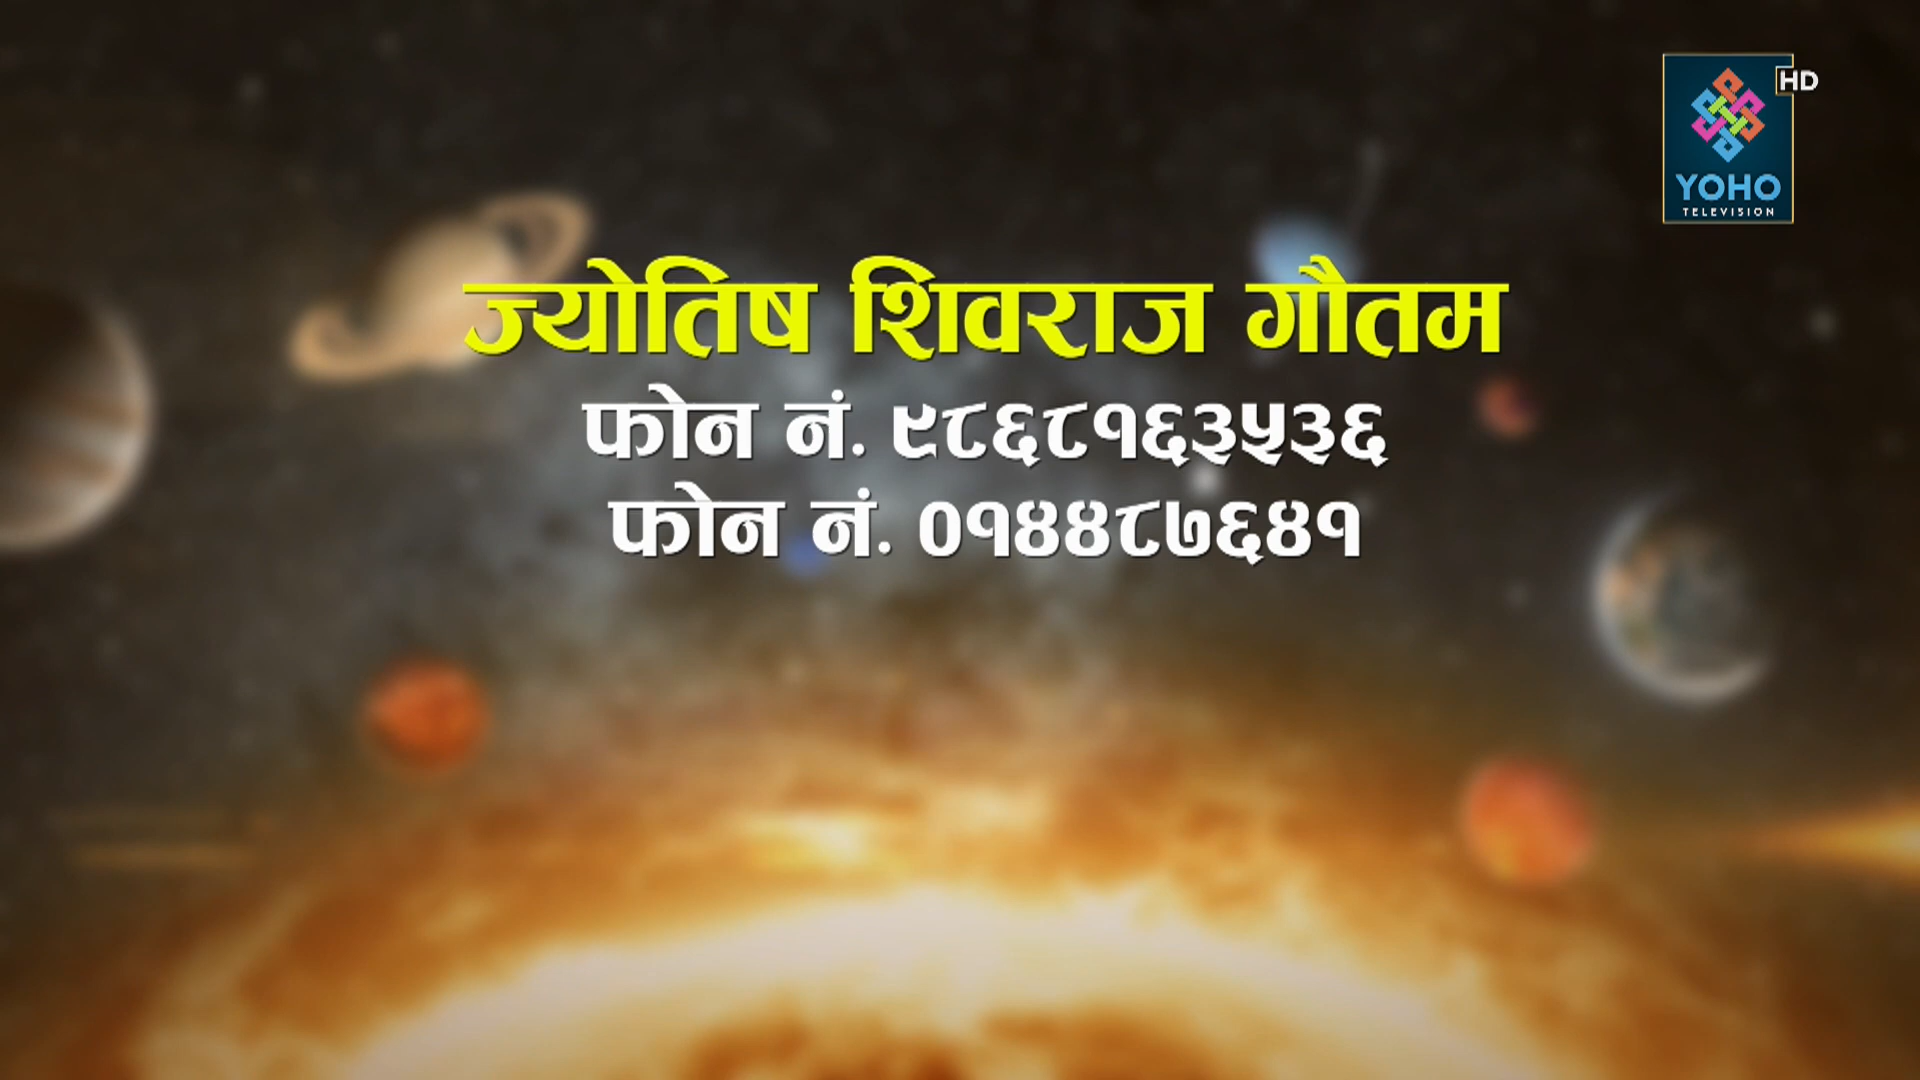 HD
YOHO
TELEVISION
ज्योतिष शिवराज गौतम
फोन नं. ९८६८१६३५३६
फोन नं. ०१४४८७६४१